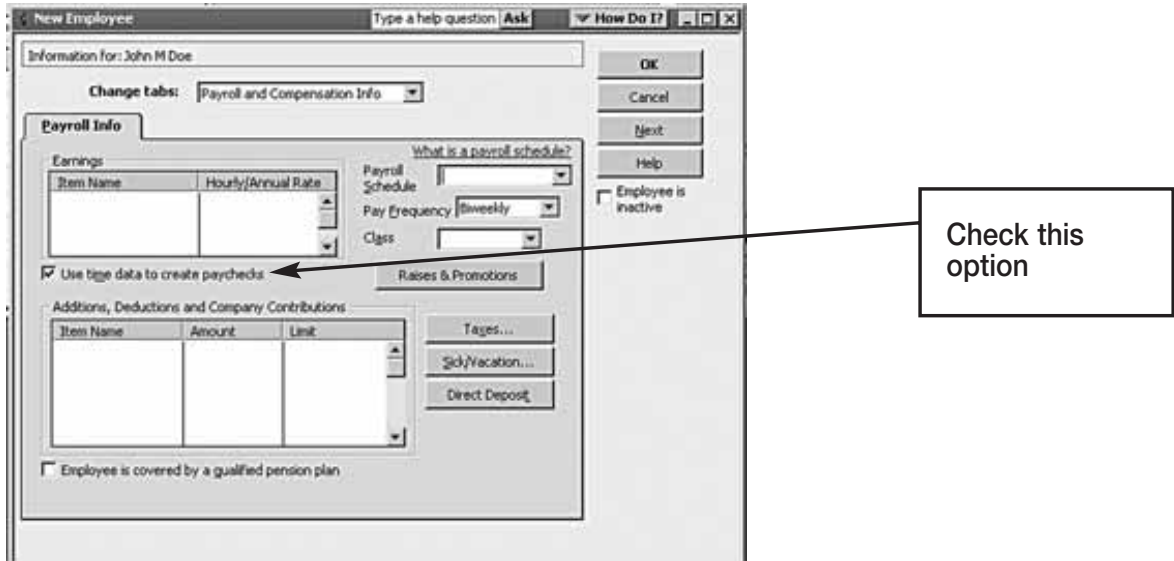 New Employee Type a help question Ask How Do I?
Information for: John M Doe
OK
Change tabs: Payroll and Compensation Info
Cancel
Payroll Info
Next
What is a payroll schedule?
Help
Earnings
Item Name Hourly/Annual Rate
Payroll
Schedule
Employee is
inactive
Pay Frequency Biweekly
Class
Check this
option
Use time data to create paychecks
Raises & Promotions
Additions, Deductions and Company Contributions
Item Name Amount Limit
Taxes...
Sick/Vacation...
Direct Deposit
Employee is covered by a qualified pension plan